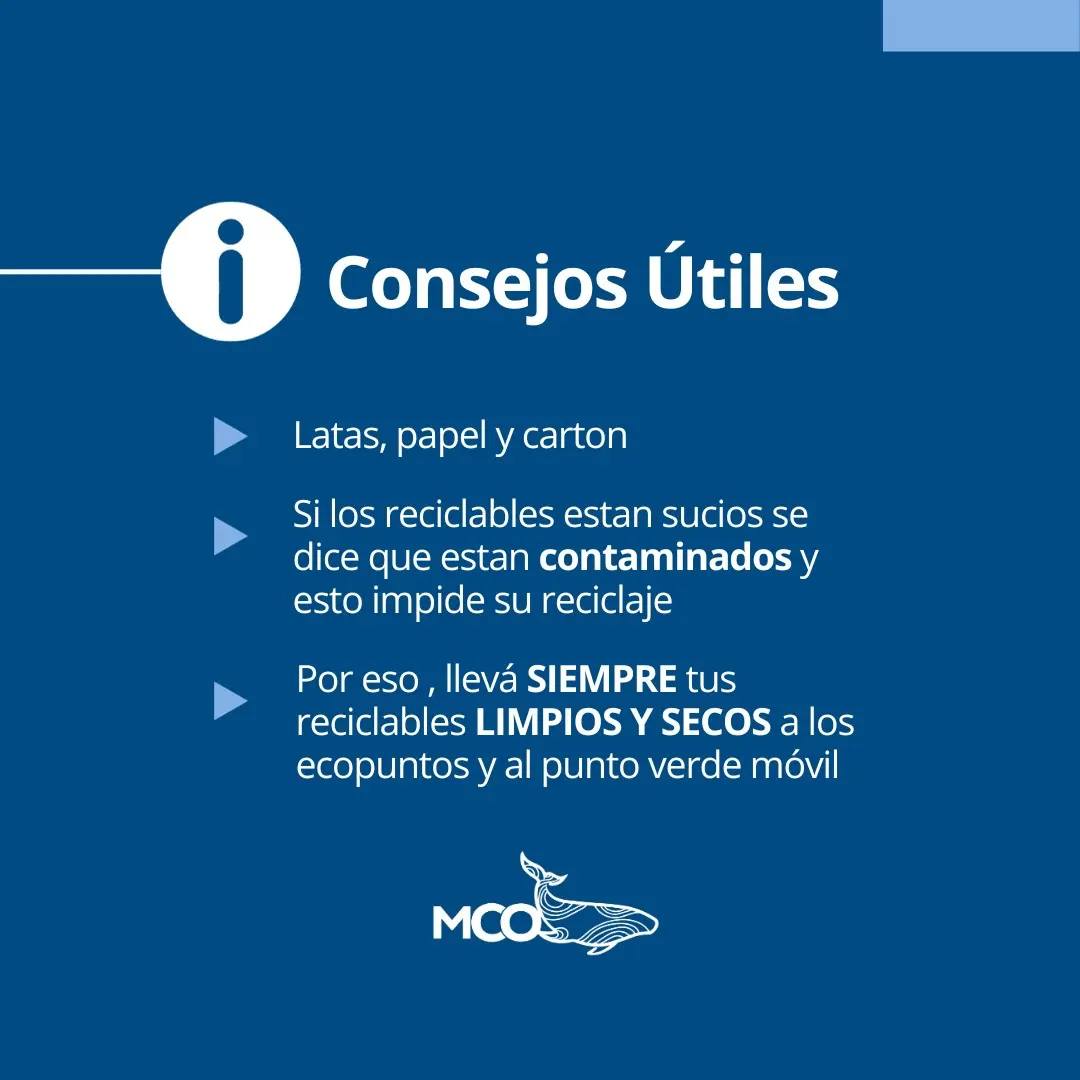 Consejos Útiles
Latas, papel y carton
Si los reciclables estan sucios se
dice que estan contaminados y
esto impide su reciclaje
Por eso , llevá SIEMPRE tus
reciclables LIMPIOS Y SECOS a los
ecopuntos y al punto verde móvil
MCO